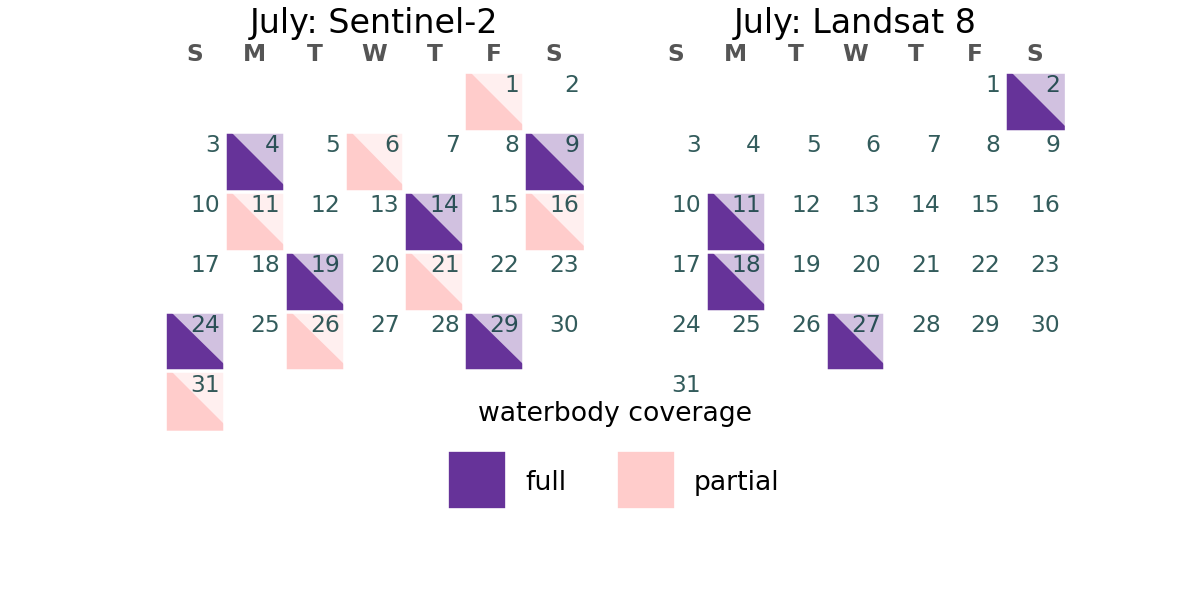 July: Sentinel-2
S M T W T F S
1 2
3 4 5 6 7 8 9
10 11 12 13 14 15 16
17 18 19 20 21 22 23
24 25 26 27 28 29 30
31
July: Landsat 8
S M T W T F S
1 2
3 4 5 6 7 8 9
10 11 12 13 14 15 16
17 18 19 20 21 22 23
24 25 26 27 28 29 30
31
waterbody coverage
full partial